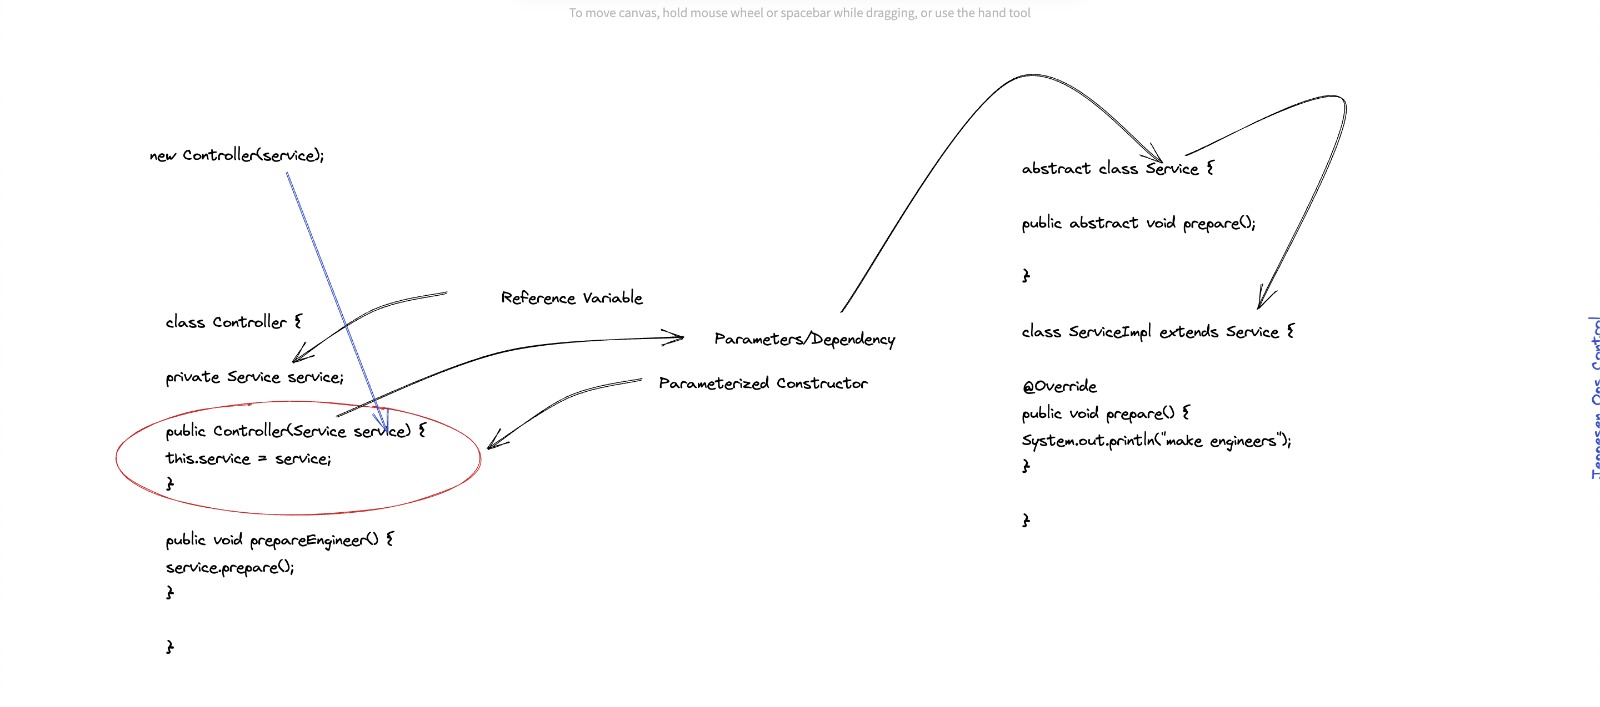 To move canvas, hold mouse wheel or spacebar while dragging, or use the hand tool
new Controller(service);
class Controller {
private Service service;
public Controller(Service service) {
this.service = service;
}
public void prepareEngineer() {
service.prepare();
}
}
Reference Variable
Parameters/Dependency
Parameterized Constructor
abstract class Service {
public abstract void prepare();
}
class ServiceImpl extends Service {
@Override
public void prepare() {
System.out.println("make engineers");
}
}
Ops